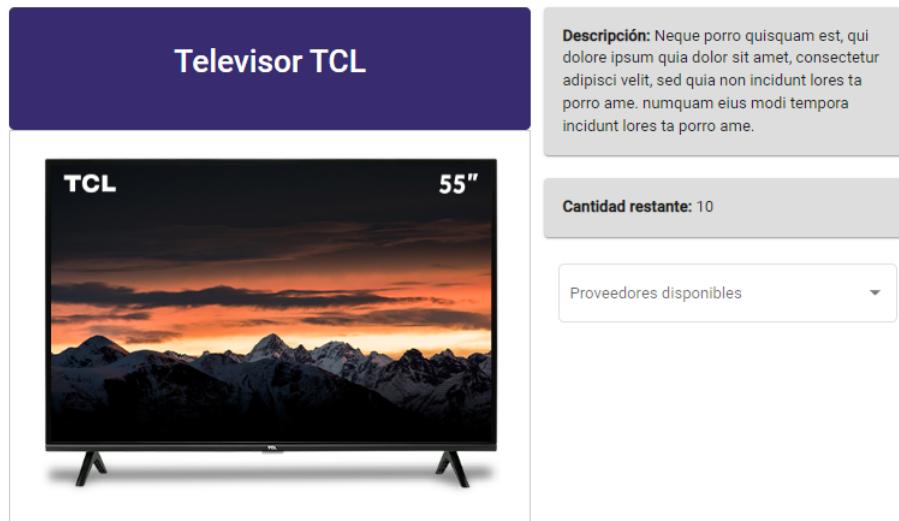 Televisor TCL
TCL
55"
TCL
Descripción: Neque porro quisquam est, qui
dolore ipsum quia dolor sit amet, consectetur
adipisci velit, sed quia non incidunt lores ta
porro ame. numquam eius modi tempora
incidunt lores ta porro ame.
Cantidad restante: 10
Proveedores disponibles